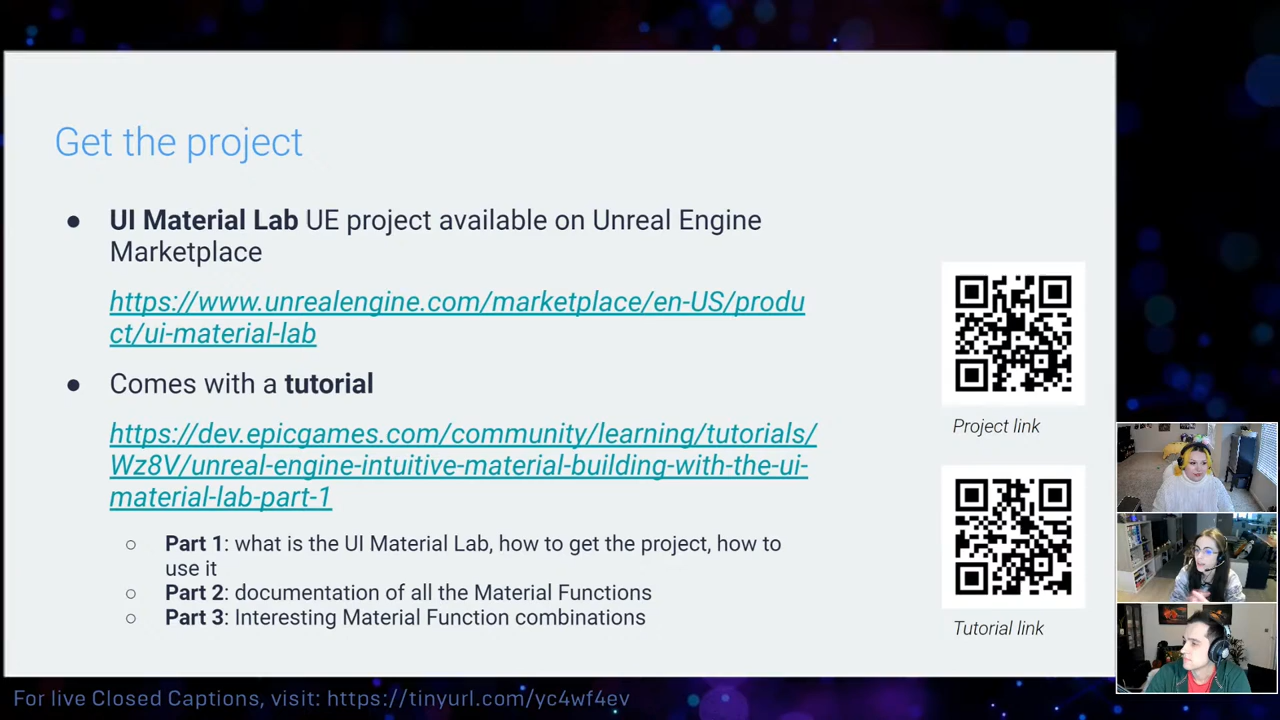 Get the project
● UI Material Lab UE project available on Unreal Engine
Marketplace
https://www.unrealengine.com/marketplace/en-US/produ
ct/ui-material-lab
● Comes with a tutorial
https://dev.epicgames.com/community/learning/tutorials/
Wz8V/unreal-engine-intuitive-material-building-with-the-ui-
material-lab-part-1
○ Part 1: what is the UI Material Lab, how to get the project, how to
use it
○ Part 2: documentation of all the Material Functions
○ Part 3: Interesting Material Function combinations
Project link
Tutorial link
For live Closed Captions, visit: https://tinyurl.com/yc4wf4ev